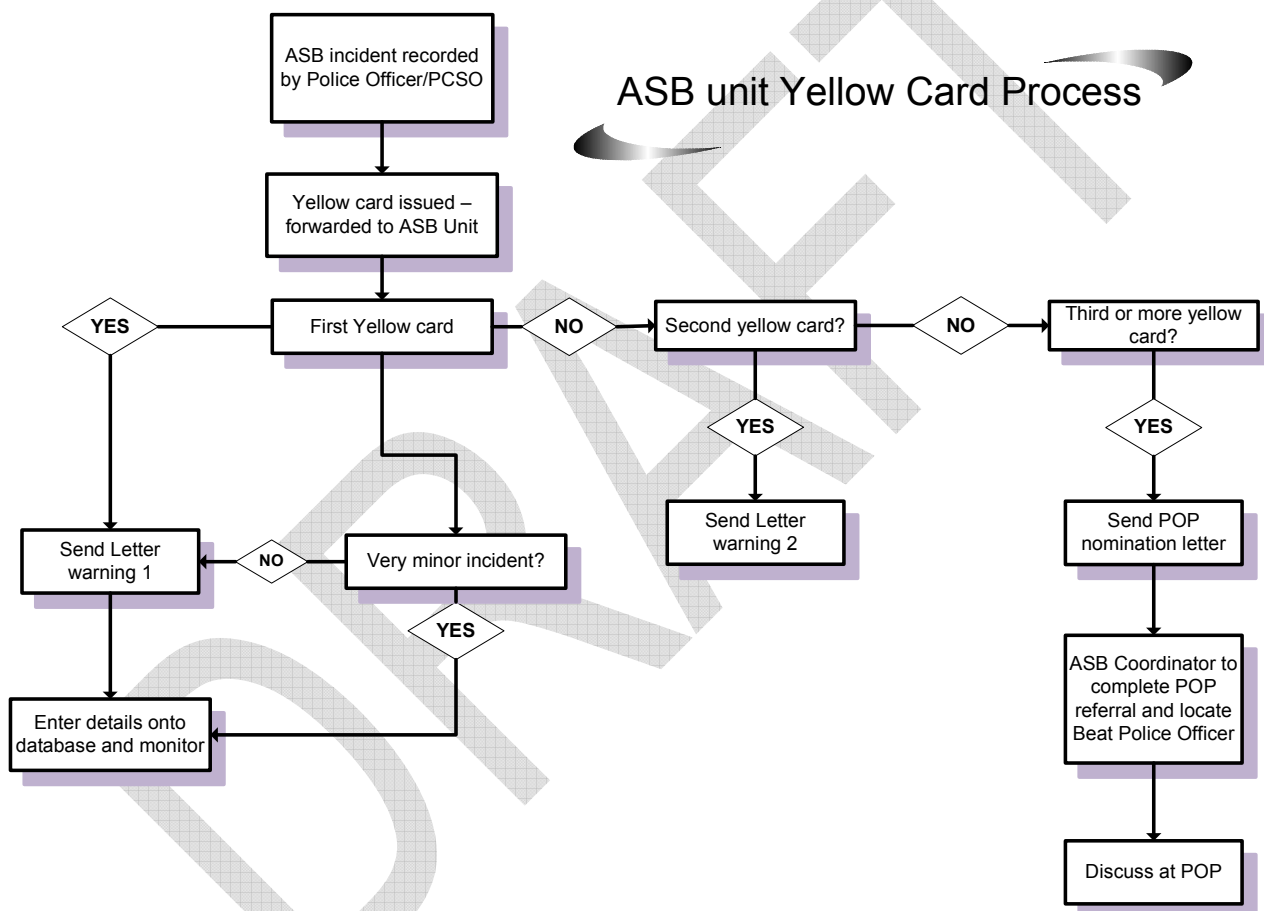 ASB unit Yellow Card Process
ASB incident recorded
by Police Officer/PCSO
Yellow card issued –
forwarded to ASB Unit
YES
First Yellow card
NO
Second yellow card?
NO
Third or more yellow
card?
YES
YES
Send Letter
warning 1
NO
Very minor incident?
Send Letter
warning 2
Send POP
nomination letter
YES
Enter details onto
database and monitor
ASB Coordinator to
complete POP
referral and locate
Beat Police Officer
Discuss at POP
DRAFT